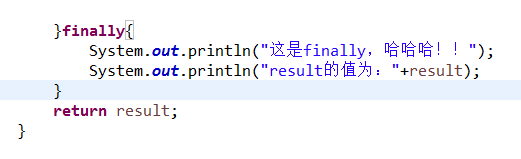 }finally{
System.out.println("这是finally，哈哈哈！！");
System.out.println("result的值为："+result);
}
return result;
}